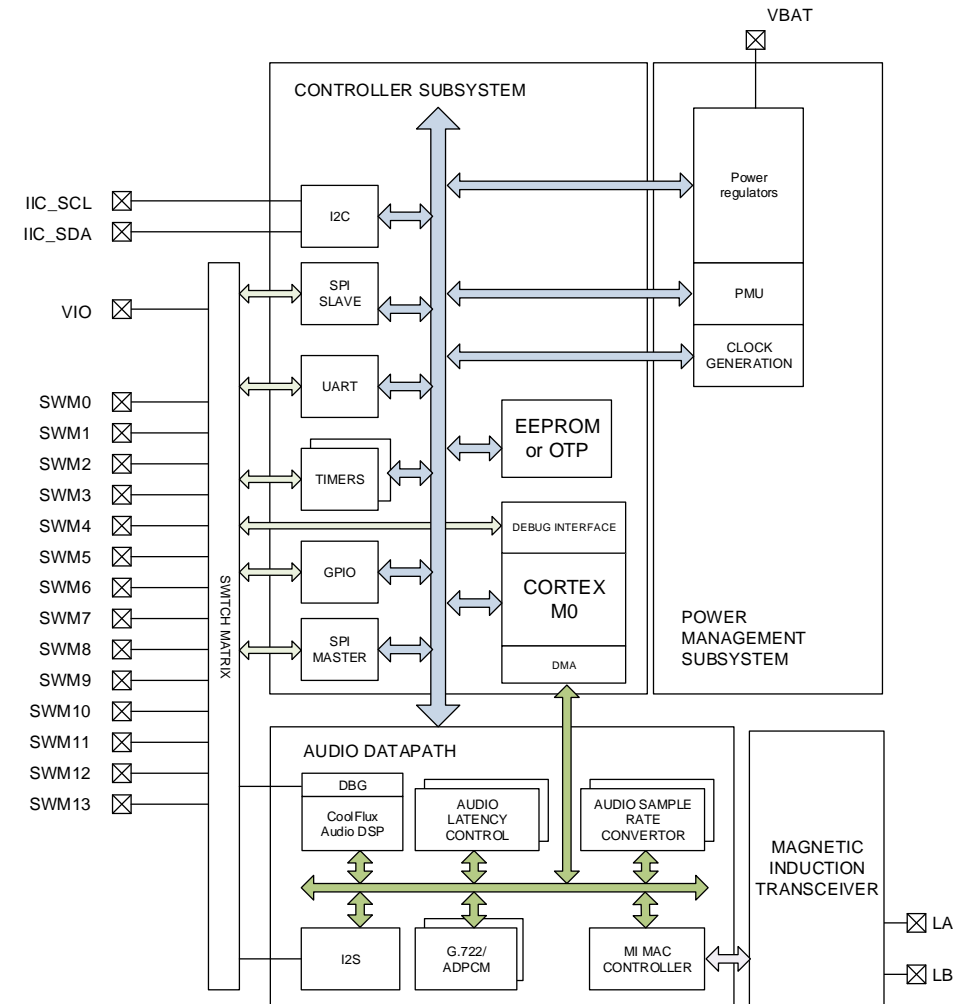 VBAT
CONTROLLER SUBSYSTEM
Power
regulators
IIC_SCL
IIC_SDA
I2C
SPI
SLAVE
VIO
PMU
CLOCK
GENERATION
UART
SWM0
SWM1
SWM2
SWM3
SWM4
SWM5
SWM6
SWM7
SWM8
SWM9
SWM10
SWM11
SWM12
SWM13
SWITCH MATRIX
EEPROM
or OTP
TIMERS
DEBUG INTERFACE
GPIO
CORTEX
M0
SPI
MASTER
DMA
POWER
MANAGEMENT
SUBSYSTEM
AUDIO DATAPATH
DBG
CoolFlux
Audio DSP
AUDIO
LATENCY
CONTROL
AUDIO SAMPLE
RATE
CONVERTOR
MAGNETIC
INDUCTION
TRANSCEIVER
I2S
G.722/
ADPCM
MI MAC
CONTROLLER
LA
LB